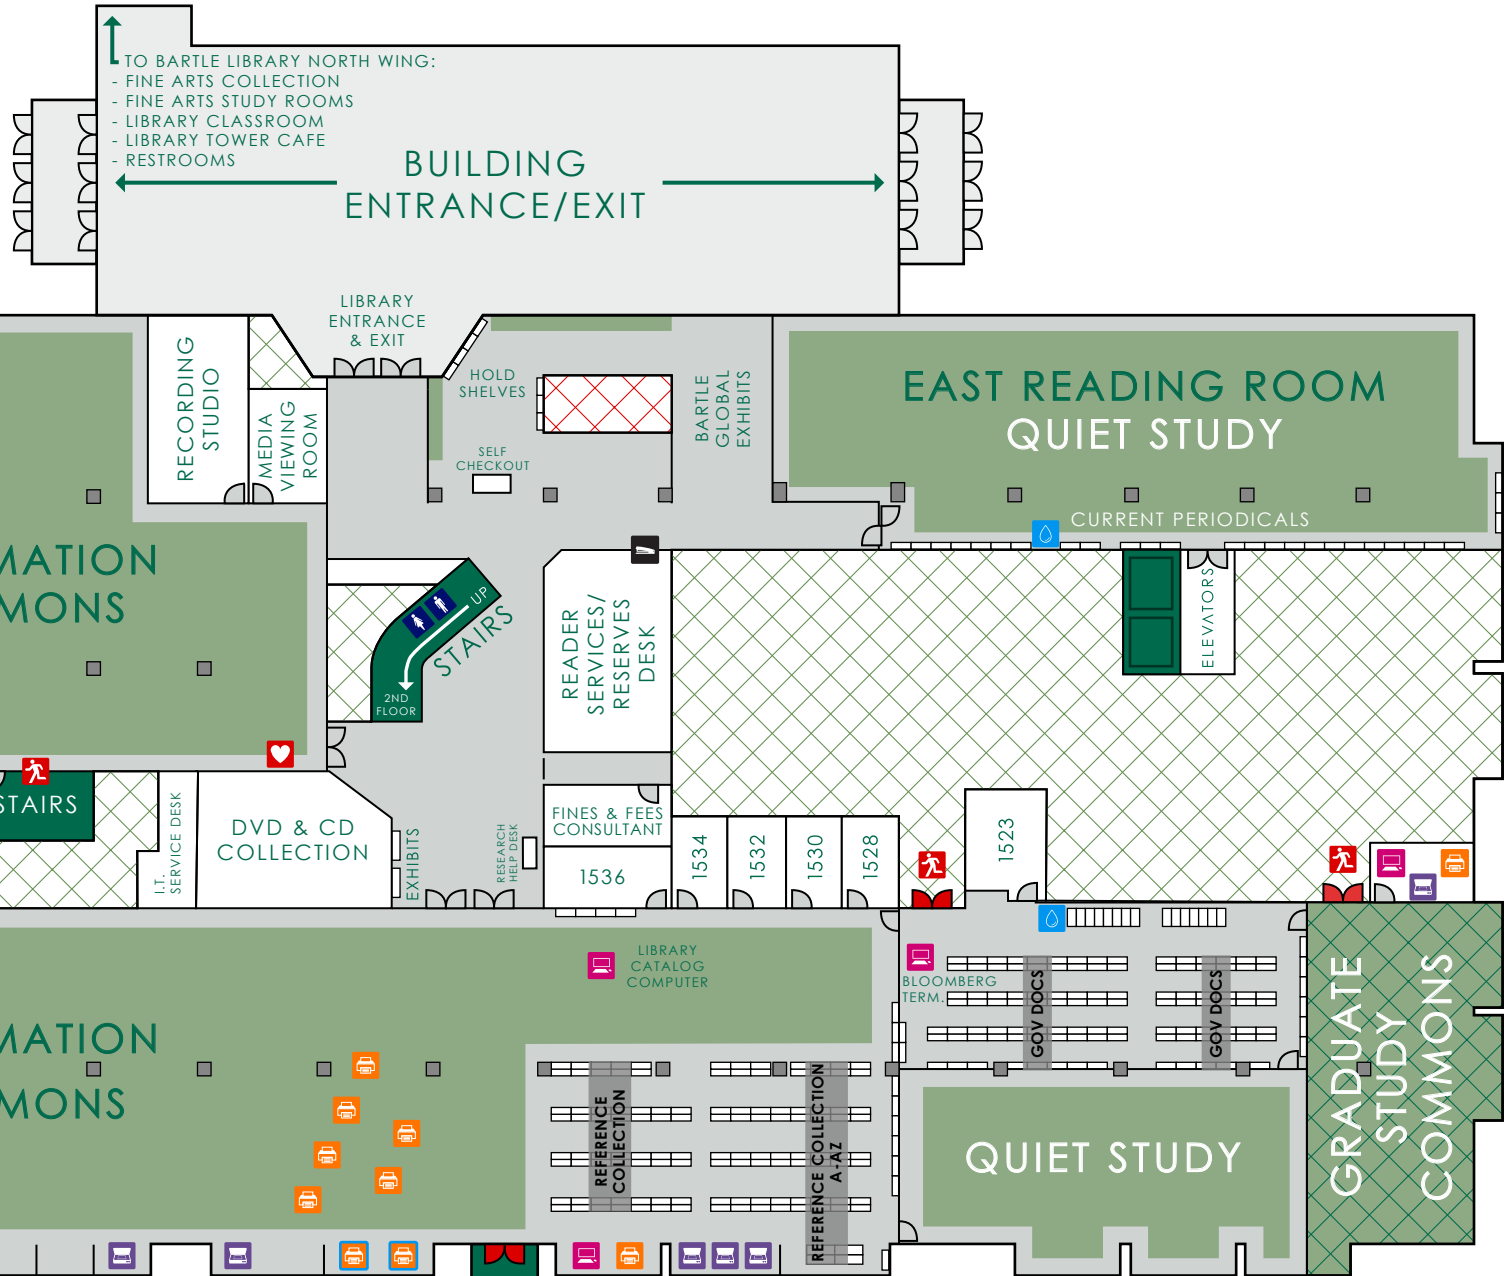 TO BARTLE LIBRARY NORTH WING:
- FINE ARTS COLLECTION
- FINE ARTS STUDY ROOMS
- LIBRARY CLASSROOM
- LIBRARY TOWER CAFE
- RESTROOMS
BUILDING
ENTRANCE/EXIT
LIBRARY
ENTRANCE
& EXIT
RECORDING
STUDIO
MEDIA
VIEWING
ROOM
HOLD
SHELVES
SELF
CHECKOUT
BARTLE
GLOBAL
EXHIBITS
EAST READING ROOM
QUIET STUDY
CURRENT PERIODICALS
MATION
MONS
UP
STAIRS
2ND
FLOOR
READER
SERVICES/
RESERVES
DESK
ELEVATORS
STAIRS
I.T.
SERVICE DESK
DVD & CD
COLLECTION
EXHIBITS
RESEARCH
HELP DESK
FINES & FEES
CONSULTANT
1536
1534
1532
1530
1528
1523
LIBRARY
CATALOG
COMPUTER
BLOOMBERG
TERM.
GOV DOCS
GOV DOCS
GRADUATE
STUDY
COMMONS
MATION
MONS
REFERENCE
COLLECTION
REFERENCE COLLECTION
A-AZ
QUIET STUDY